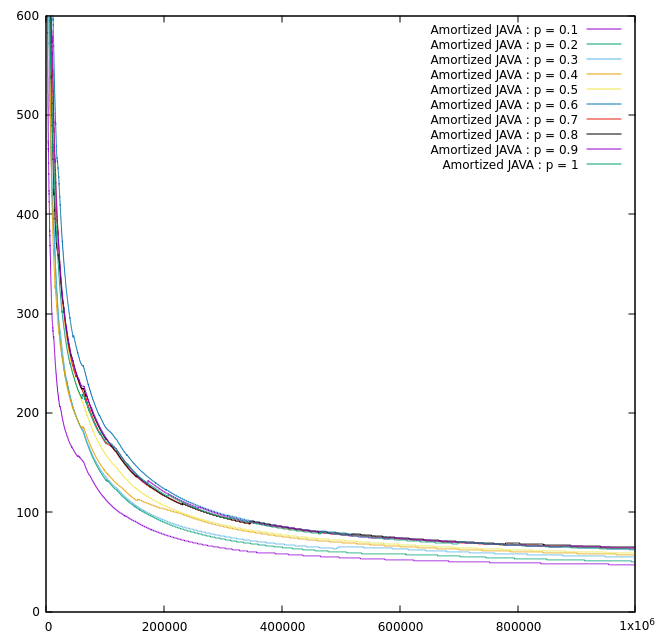 600
500
400
300
200
100
0
Amortized JAVA : p = 0.1
Amortized JAVA : p = 0.2
Amortized JAVA : p = 0.3
Amortized JAVA : p = 0.4
Amortized JAVA : p = 0.5
Amortized JAVA : p = 0.6
Amortized JAVA : p = 0.7
Amortized JAVA : p = 0.8
Amortized JAVA : p = 0.9
Amortized JAVA : p = 1
0 200000 400000 600000 800000 1x10⁶